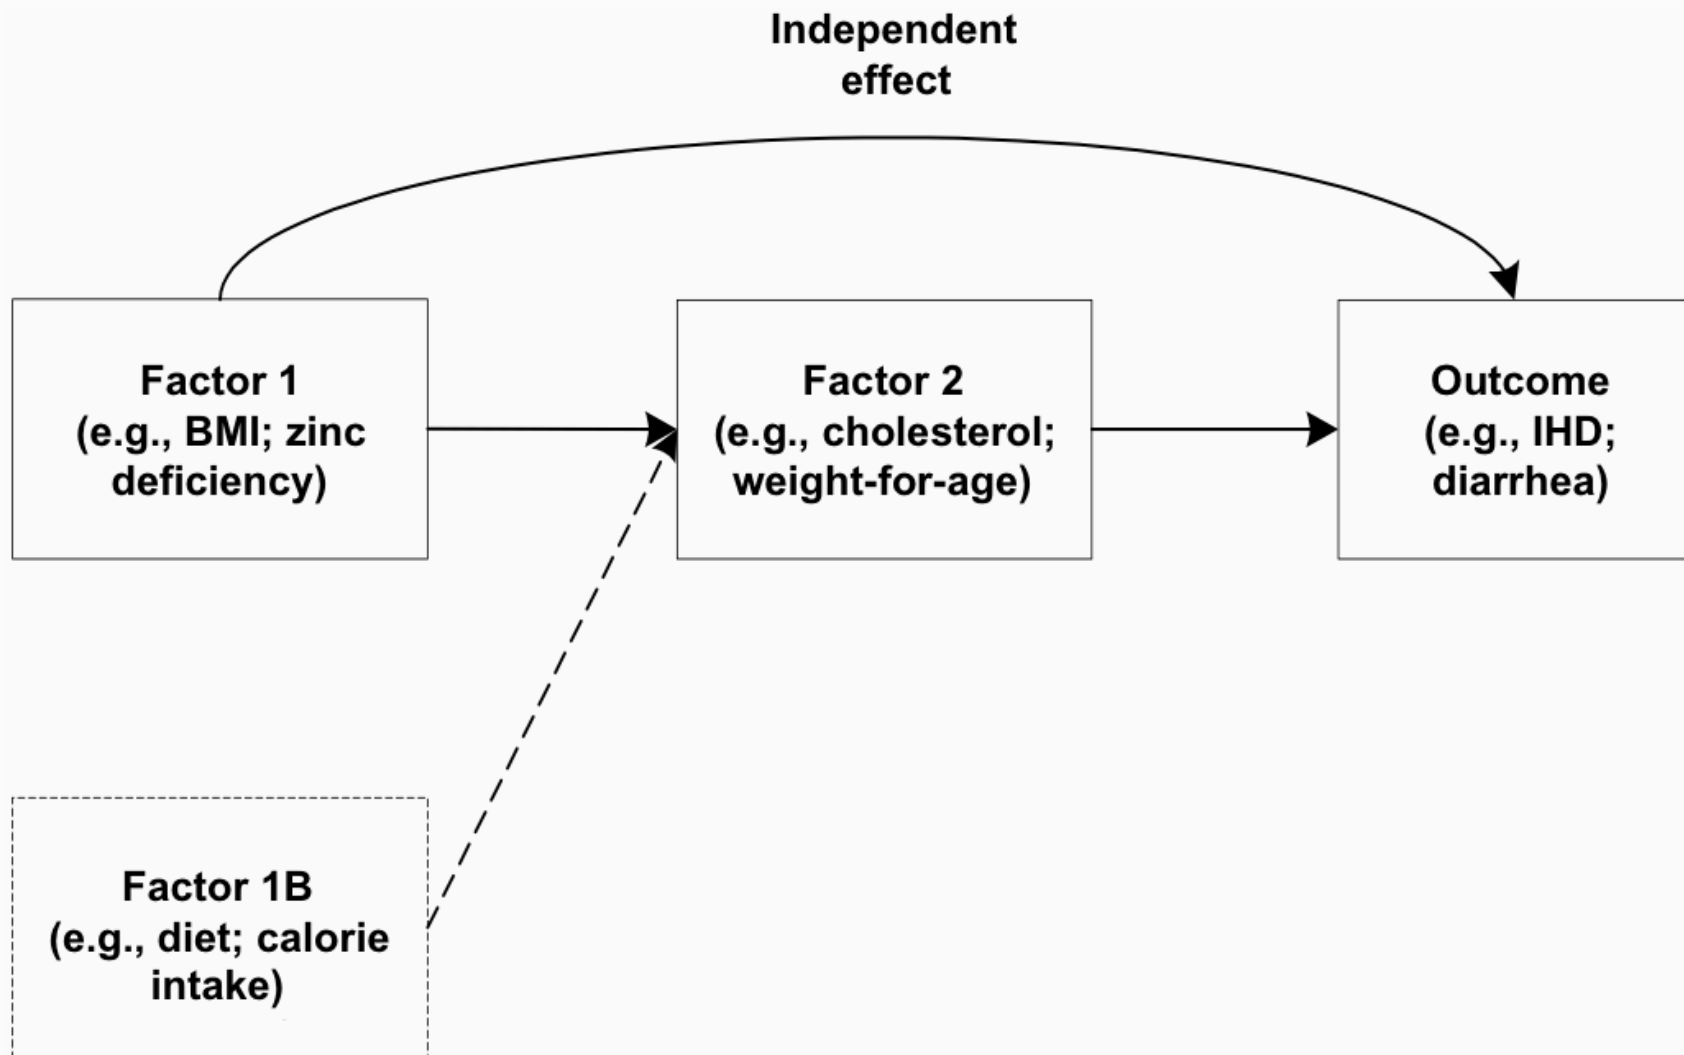 Independent
effect
Factor 1
(e.g., BMI; zinc
deficiency)
Factor 2
(e.g., cholesterol;
weight-for-age)
Outcome
(e.g., IHD;
diarrhea)
Factor 1B
(e.g., diet; calorie
intake)